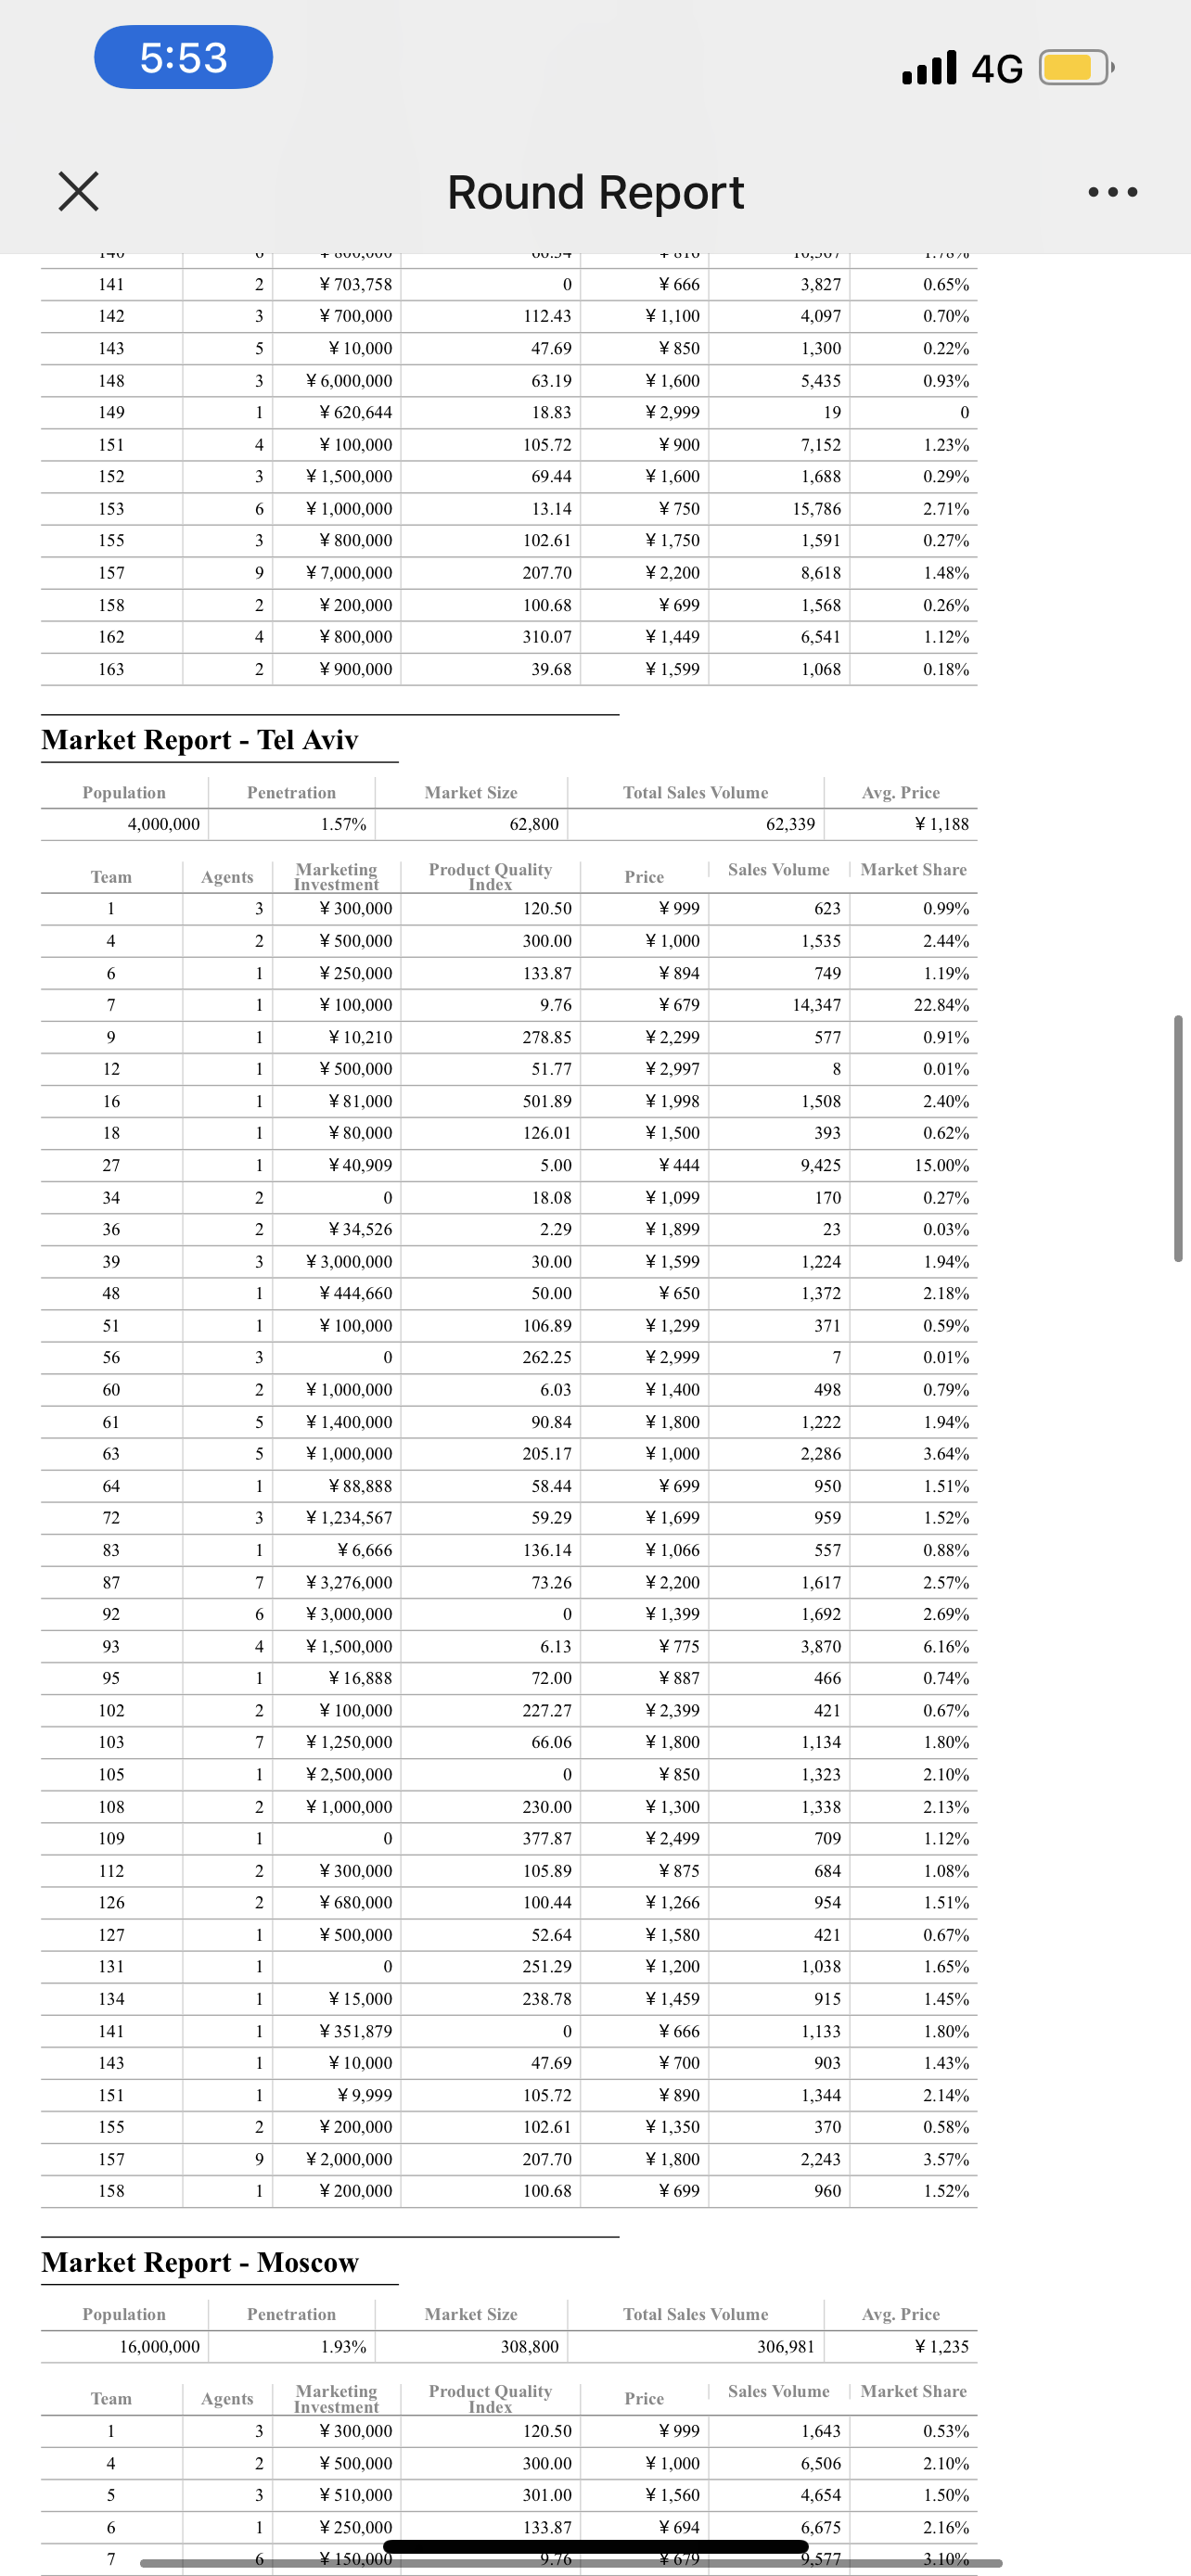 5:53 4G
Round Report
141 2 ¥ 703,758 0 ¥ 666 3,827 0.65%
142 3 ¥ 700,000 112.43 ¥ 1,100 4,097 0.70%
143 5 ¥ 10,000 47.69 ¥ 850 1,300 0.22%
148 3 ¥ 6,000,000 63.19 ¥ 1,600 5,435 0.93%
149 1 ¥ 620,644 18.83 ¥ 2,999 19 0
151 4 ¥ 100,000 105.72 ¥ 900 7,152 1.23%
152 3 ¥ 1,500,000 69.44 ¥ 1,600 1,688 0.29%
153 6 ¥ 1,000,000 13.14 ¥ 750 15,786 2.71%
155 3 ¥ 800,000 102.61 ¥ 1,750 1,591 0.27%
157 9 ¥ 7,000,000 207.70 ¥ 2,200 8,618 1.48%
158 2 ¥ 200,000 100.68 ¥ 699 1,568 0.26%
162 4 ¥ 800,000 310.07 ¥ 1,449 6,541 1.12%
163 2 ¥ 900,000 39.68 ¥ 1,599 1,068 0.18%
Market Report - Tel Aviv
Population Penetration Market Size Total Sales Volume Avg. Price
4,000,000 1.57% 62,800 62,339 ¥ 1,188
Team Agents Marketing Investment Product Quality Index Price Sales Volume Market Share
1 3 ¥ 300,000 120.50 ¥ 999 623 0.99%
4 2 ¥ 500,000 300.00 ¥ 1,000 1,535 2.44%
6 1 ¥ 250,000 133.87 ¥ 894 749 1.19%
7 1 ¥ 100,000 9.76 ¥ 679 14,347 22.84%
9 1 ¥ 10,210 278.85 ¥ 2,299 577 0.91%
12 1 ¥ 500,000 51.77 ¥ 2,997 8 0.01%
16 1 ¥ 81,000 501.89 ¥ 1,998 1,508 2.40%
18 1 ¥ 80,000 126.01 ¥ 1,500 393 0.62%
27 1 ¥ 40,909 5.00 ¥ 444 9,425 15.00%
34 2 0 18.08 ¥ 1,099 170 0.27%
36 2 ¥ 34,526 2.29 ¥ 1,899 23 0.03%
39 3 ¥ 3,000,000 30.00 ¥ 1,599 1,224 1.94%
48 1 ¥ 444,660 50.00 ¥ 650 1,372 2.18%
51 1 ¥ 100,000 106.89 ¥ 1,299 371 0.59%
56 3 0 262.25 ¥ 2,999 7 0.01%
60 2 ¥ 1,000,000 6.03 ¥ 1,400 498 0.79%
61 5 ¥ 1,400,000 90.84 ¥ 1,800 1,222 1.94%
63 5 ¥ 1,000,000 205.17 ¥ 1,000 2,286 3.64%
64 1 ¥ 88,888 58.44 ¥ 699 950 1.51%
72 3 ¥ 1,234,567 59.29 ¥ 1,699 959 1.52%
83 1 ¥ 6,666 136.14 ¥ 1,066 557 0.88%
87 7 ¥ 3,276,000 73.26 ¥ 2,200 1,617 2.57%
92 6 ¥ 3,000,000 0 ¥ 1,399 1,692 2.69%
93 4 ¥ 1,500,000 6.13 ¥ 775 3,870 6.16%
95 1 ¥ 16,888 72.00 ¥ 887 466 0.74%
102 2 ¥ 100,000 227.27 ¥ 2,399 421 0.67%
103 7 ¥ 1,250,000 66.06 ¥ 1,800 1,134 1.80%
105 1 ¥ 2,500,000 0 ¥ 850 1,323 2.10%
108 2 ¥ 1,000,000 230.00 ¥ 1,300 1,338 2.13%
109 1 0 377.87 ¥ 2,499 709 1.12%
112 2 ¥ 300,000 105.89 ¥ 875 684 1.08%
126 2 ¥ 680,000 100.44 ¥ 1,266 954 1.51%
127 1 ¥ 500,000 52.64 ¥ 1,580 421 0.67%
131 1 0 251.29 ¥ 1,200 1,038 1.65%
134 1 ¥ 15,000 238.78 ¥ 1,459 915 1.45%
141 1 ¥ 351,879 0 ¥ 666 1,133 1.80%
143 1 ¥ 10,000 47.69 ¥ 700 903 1.43%
151 1 ¥ 9,999 105.72 ¥ 890 1,344 2.14%
155 2 ¥ 200,000 102.61 ¥ 1,350 370 0.58%
157 9 ¥ 2,000,000 207.70 ¥ 1,800 2,243 3.57%
158 1 ¥ 200,000 100.68 ¥ 699 960 1.52%
Market Report - Moscow
Population Penetration Market Size Total Sales Volume Avg. Price
16,000,000 1.93% 308,800 306,981 ¥ 1,235
Team Agents Marketing Investment Product Quality Index Price Sales Volume Market Share
1 3 ¥ 300,000 120.50 ¥ 999 1,643 0.53%
4 2 ¥ 500,000 300.00 ¥ 1,000 6,506 2.10%
5 3 ¥ 510,000 301.00 ¥ 1,560 4,654 1.50%
6 1 ¥ 250,000 133.87 ¥ 694 6,675 2.16%
7 6 ¥ 150,000 9.76 ¥ 679 9,577 3.10%